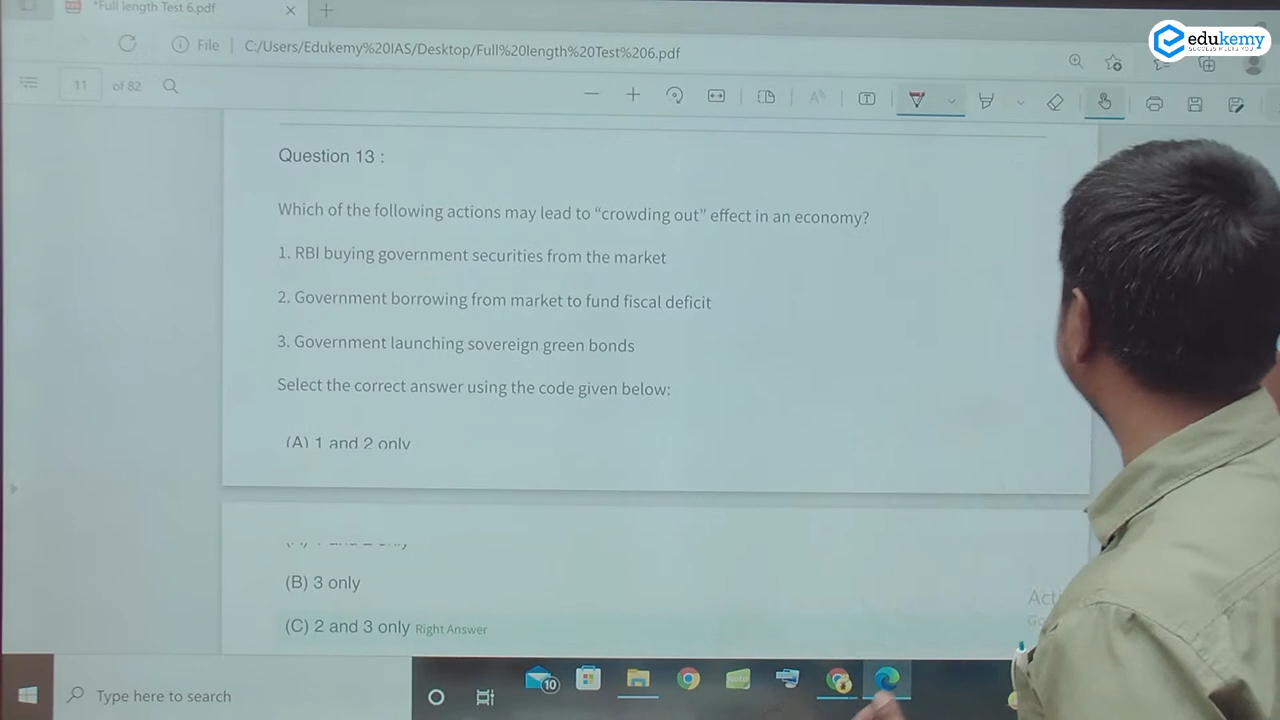 *Full length Test 6.pdf
edukemy
SUCCESS MEETS YOU
File
C:/Users/Edukemy%20IAS/Desktop/Full%20length%20Test%206.pdf
11
of 82
Question 13 :
Which of the following actions may lead to “crowding out” effect in an economy?
1. RBI buying government securities from the market
2. Government borrowing from market to fund fiscal deficit
3. Government launching sovereign green bonds
Select the correct answer using the code given below:
(A) 1 and 2 only
(B) 3 only
(C) 2 and 3 only Right Answer
Type here to search
10